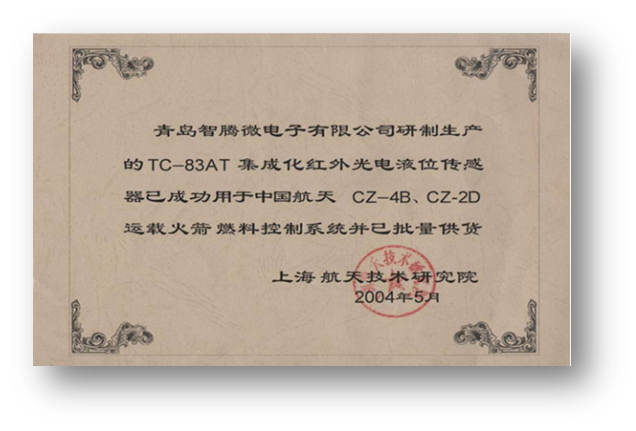 青岛智腾微电子有限公司研制生产
的TC-83AT 集成化红外光电液位传感
器已成功用于中国航天 CZ-4B、CZ-2D
运载火箭燃料控制系统并已批量供货
上海航天技术研究院
2004年5月